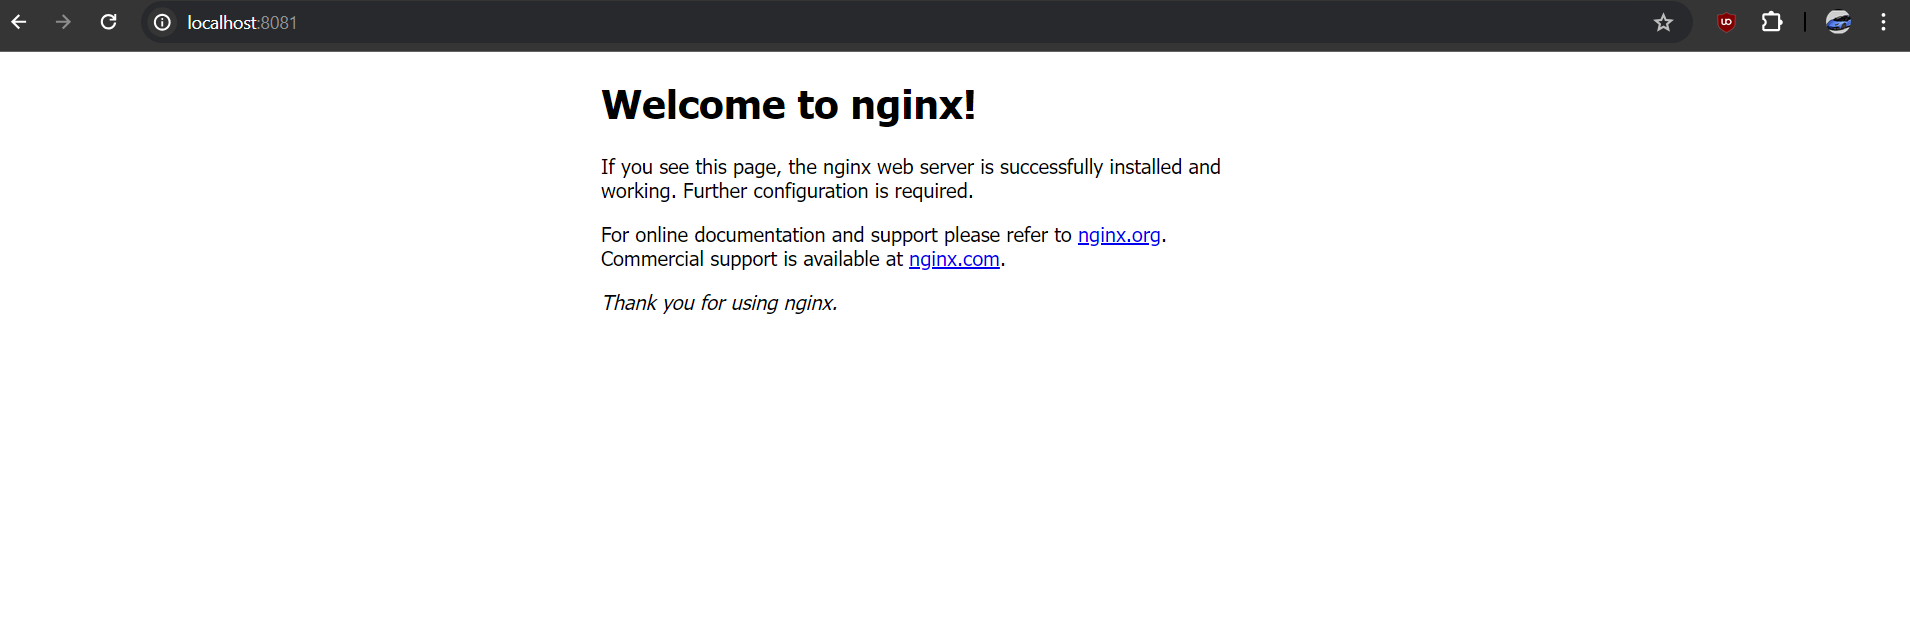 localhost:8081
Welcome to nginx!
If you see this page, the nginx web server is successfully installed and
working. Further configuration is required.
For online documentation and support please refer to nginx.org.
Commercial support is available at nginx.com.
Thank you for using nginx.